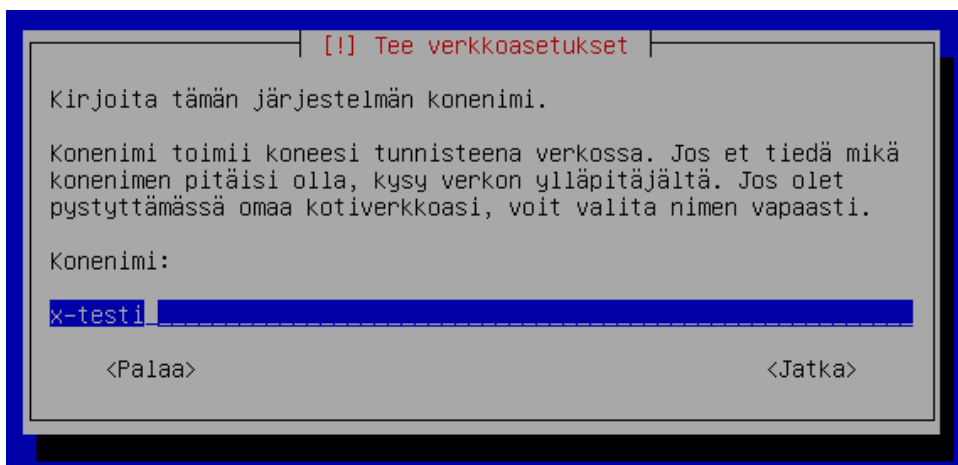 [!] Tee verkkoasetukset
Kirjoita tämän järjestelmän konenimi.
Konenimi toimii koneesi tunnisteena verkossa. Jos et tiedä mikä
konenimen pitäisi olla, kysy verkon ylläpitäjältä. Jos olet
pystyttämässä omaa kotiverkkoasi, voit valita nimen vapaasti.
Konenimi:
x-testi
<Palaa> <Jatka>